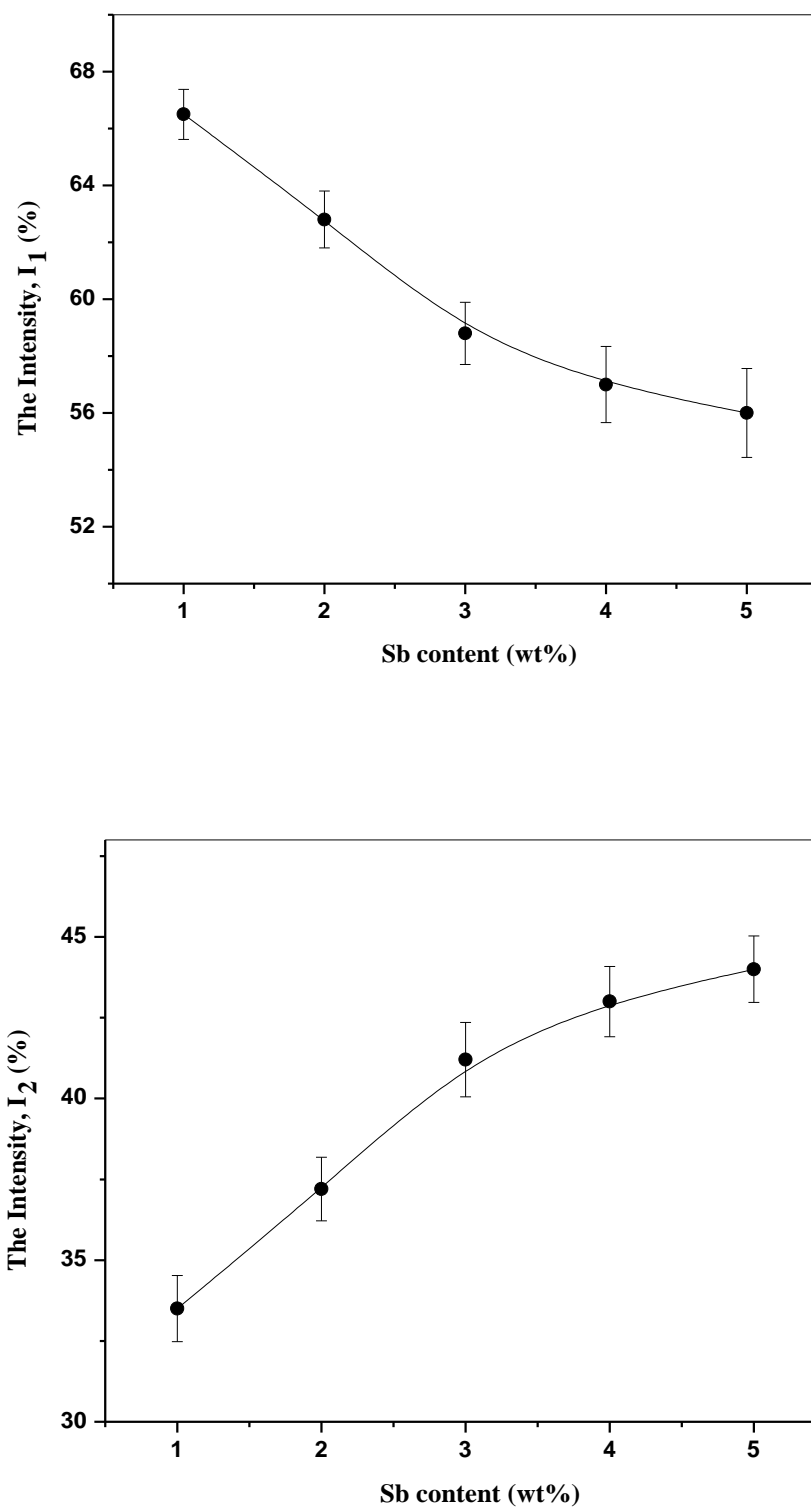 The Intensity, I1 (%)
68
64
60
56
52
1 2 3 4 5
Sb content (wt%)
The Intensity, I2 (%)
45
40
35
30
1 2 3 4 5
Sb content (wt%)